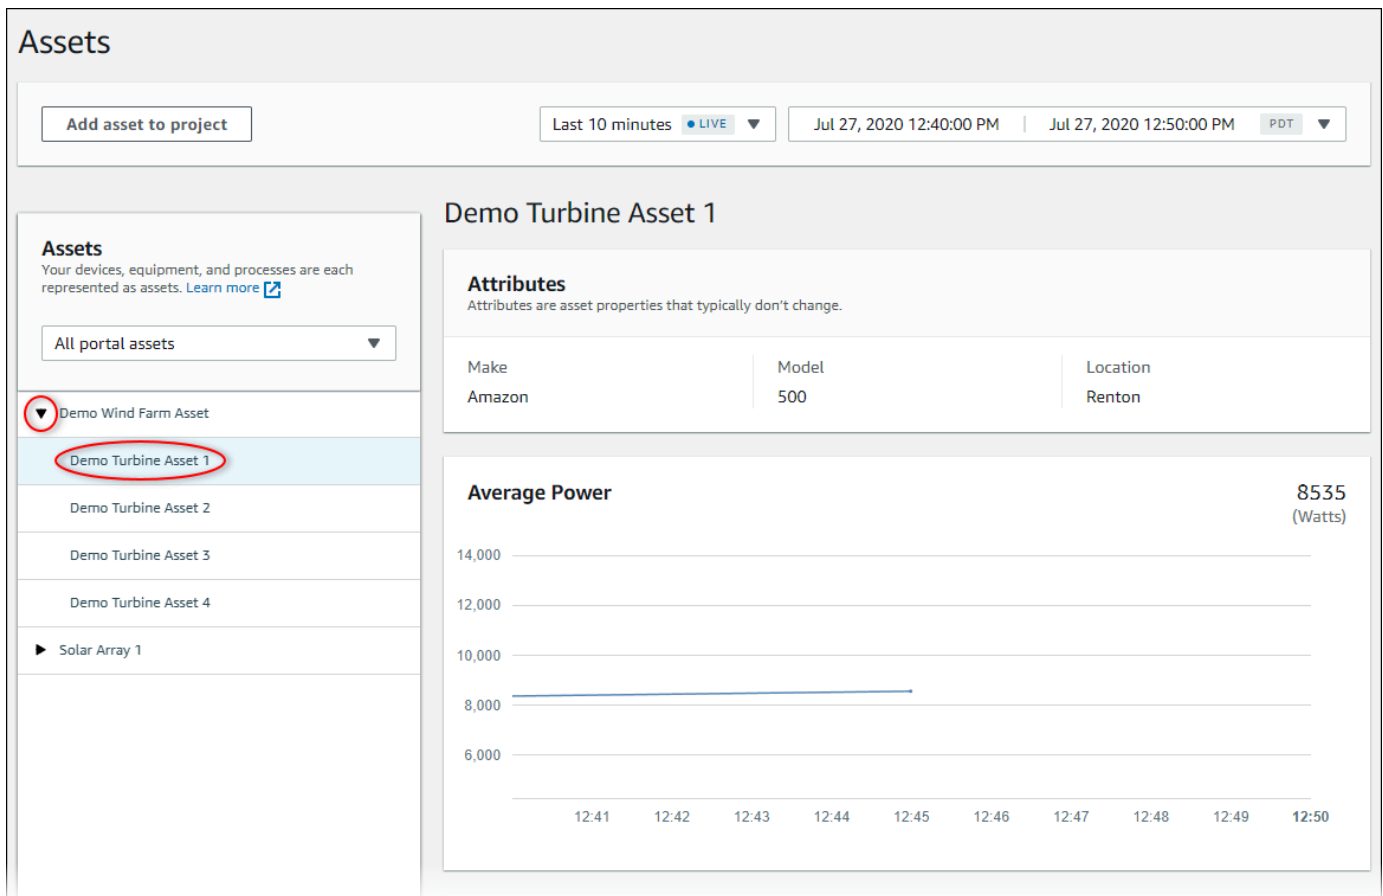 Assets
Add asset to project
Last 10 minutes LIVE
Jul 27, 2020 12:40:00 PM | Jul 27, 2020 12:50:00 PM PDT
Assets
Your devices, equipment, and processes are each
represented as assets. Learn more
All portal assets
Demo Wind Farm Asset
Demo Turbine Asset 1
Demo Turbine Asset 2
Demo Turbine Asset 3
Demo Turbine Asset 4
Solar Array 1
Demo Turbine Asset 1
Attributes
Attributes are asset properties that typically don't change.
Make
Amazon
Model
500
Location
Renton
Average Power
8535
(Watts)
14,000
12,000
10,000
8,000
6,000
12:41 12:42 12:43 12:44 12:45 12:46 12:47 12:48 12:49 12:50